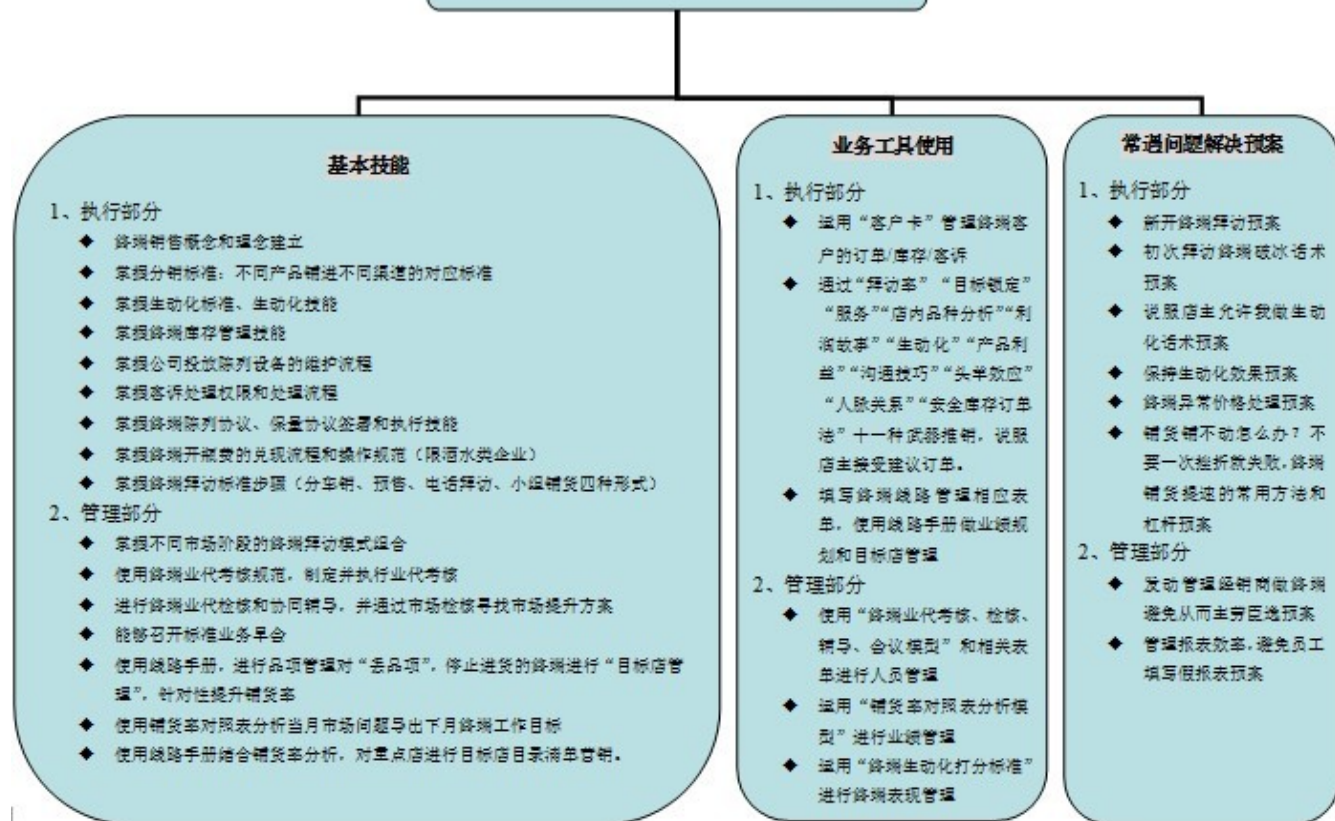 基本技能
1、执行部分
◆ 终端销售概念和理念建立
◆ 掌握分销标准：不同产品铺进不同渠道的对应标准
◆ 掌握生动化标准、生动化技能
◆ 掌握终端库存管理技能
◆ 掌握公司投放陈列设备的维护流程
◆ 掌握客诉处理权限和处理流程
◆ 掌握终端陈列协议、保量协议签署和执行技能
◆ 掌握终端开瓶费的兑现流程和操作规范（限酒水类企业）
◆ 掌握终端拜访标准步骤（分车销、预售、电话拜访、小组铺货四种形式）
2、管理部分
◆ 掌握不同市场阶段的终端拜访模式组合
◆ 使用终端业代考核规范，制定并执行业代考核
◆ 进行终端业代检核和协同辅导，并通过市场检核寻找市场提升方案
◆ 能够召开标准业务早会
◆ 使用线路手册，进行品项管理对“丢品项”，停止进货的终端进行“目标店管
理”，针对性提升铺货率
◆ 使用铺货率对照表分析当月市场问题导出下月终端工作目标
◆ 使用线路手册结合铺货率分析，对重点店进行目标店目录清单营销。
业务工具使用
1、执行部分
◆ 运用“客户卡”管理终端客
户的订单/库存/客诉
◆ 通过“拜访率”“目标锁定”
“服务”“店内品种分析”“利
润故事”“生动化”“产品利
益”“沟通技巧”“头羊效应”
“人脉关系”“安全库存订单
法”十一种武器推销，说服
店主接受建议订单。
◆ 填写终端线路管理相应表
单，使用线路手册做业绩规
划和目标店管理
2、管理部分
◆ 使用“终端业代考核、检核、
辅导、会议模型”和相关表
单进行人员管理
◆ 运用“铺货率对照表分析模
型”进行业绩管理
◆ 运用“终端生动化打分标准”
进行终端表现管理
常遇问题解决预案
1、执行部分
◆ 新开终端拜访预案
◆ 初次拜访终端破冰话术
预案
◆ 说服店主允许我做生动
化话术预案
◆ 保持生动化效果预案
◆ 终端异常价格处理预案
◆ 铺货铺不动怎么办？不
要一次挫折就失败，终端
铺货提速的常用方法和
杠杆预案
2、管理部分
◆ 发动管理经销商做终端
避免从而主劳臣逸预案
◆ 管理报表效率，避免员工
填写假报表预案